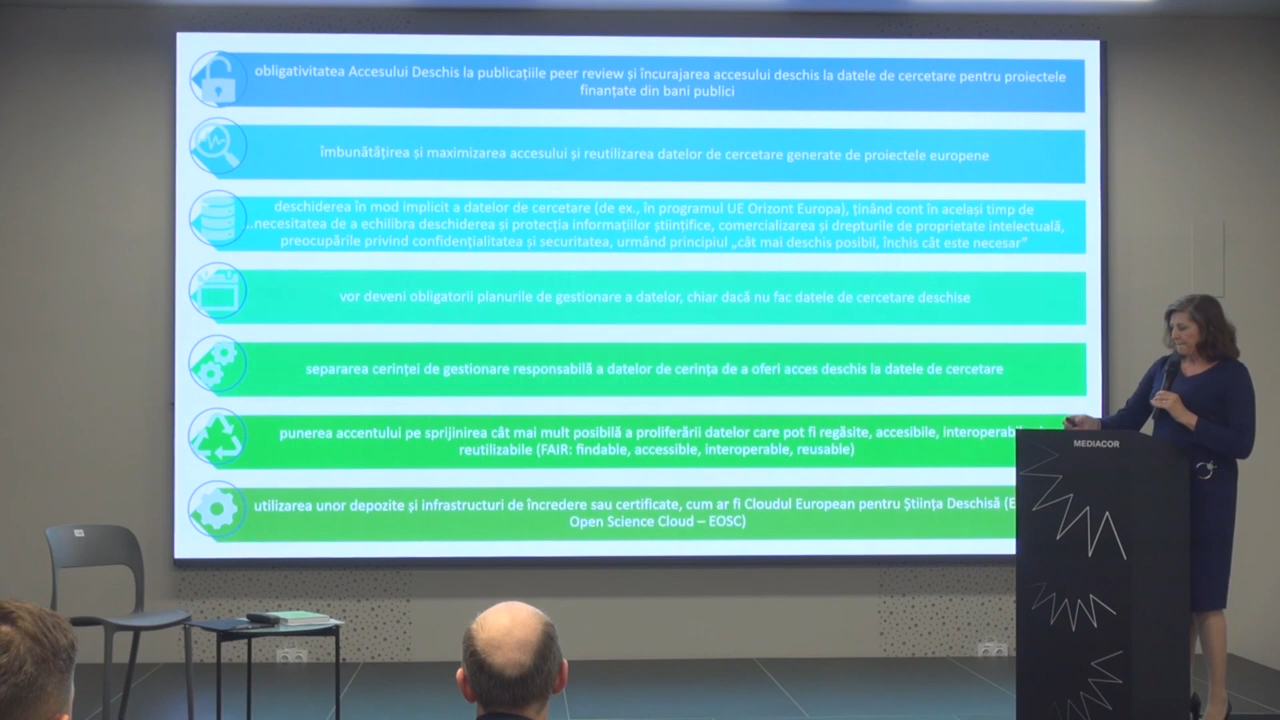 obligativitatea Accesului Deschis la publicațiile peer review și încurajarea accesului deschis la datele de cercetare pentru proiectele
finanțate din bani publici
îmbunătățirea și maximizarea accesului și reutilizarea datelor de cercetare generate de proiectele europene
deschiderea în mod implicit a datelor de cercetare (de ex., în programul UE Orizont Europa), ținând cont în același timp de
necesitatea de a echilibra deschiderea și protecția informațiilor științifice, comercializarea și drepturile de proprietate intelectuală,
preocupările privind confidențialitatea și securitatea, urmând principiul „cât mai deschis posibil, închis cât este necesar”
vor deveni obligatorii planurile de gestionare a datelor, chiar dacă nu fac datele de cercetare deschise
separarea cerinței de gestionare responsabilă a datelor de cerința de a oferi acces deschis la datele de cercetare
punerea accentului pe sprijinirea cât mai mult posibilă a proliferării datelor care pot fi regăsite, accesibile,
reutilizabile (FAIR: findable, accessible, interoperable, reusable)
utilizarea unor depozite și infrastructuri de încredere sau certificate, cum ar fi Cloudul European pentru Știința Deschisă
Open Science Cloud – EOSC)
MEDIACOR